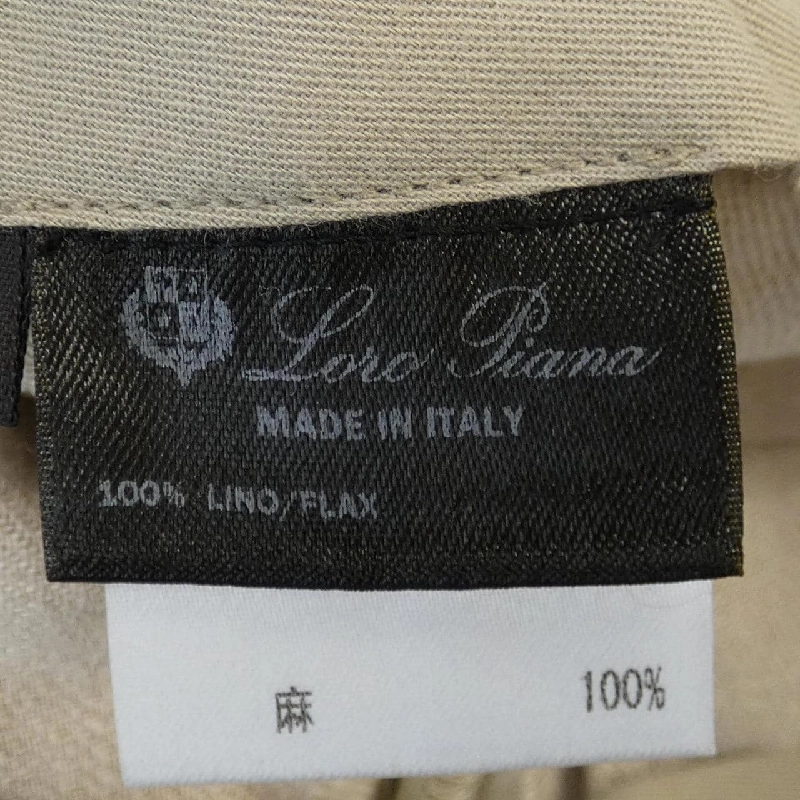 Loro Piana
MADE IN ITALY
100% LINO/FLAX
麻 100%